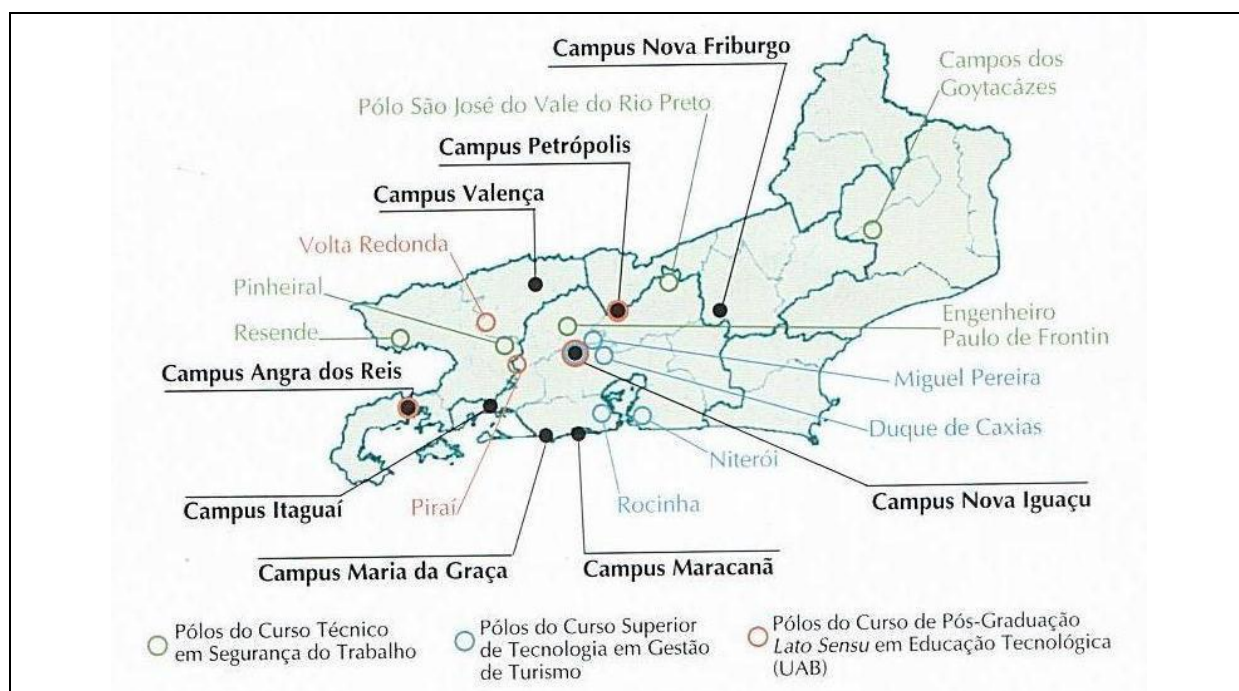 Campus Nova Friburgo
Campos dos
Goytacázes
Pólo São José do Vale do Rio Preto
Campus Petrópolis
Campus Valença
Volta Redonda
Pinheiral
Resende
Engenheiro
Paulo de Frontin
Campus Angra dos Reis
Miguel Pereira
Duque de Caxias
Niterói
Campus Itaguaí
Piraí
Rocinha
Campus Nova Iguaçu
Campus Maria da Graça
Campus Maracanã
Pólos do Curso Técnico
em Segurança do Trabalho
Pólos do Curso Superior
de Tecnologia em Gestão
de Turismo
Pólos do Curso de Pós-Graduação
Lato Sensu em Educação Tecnológica
(UAB)